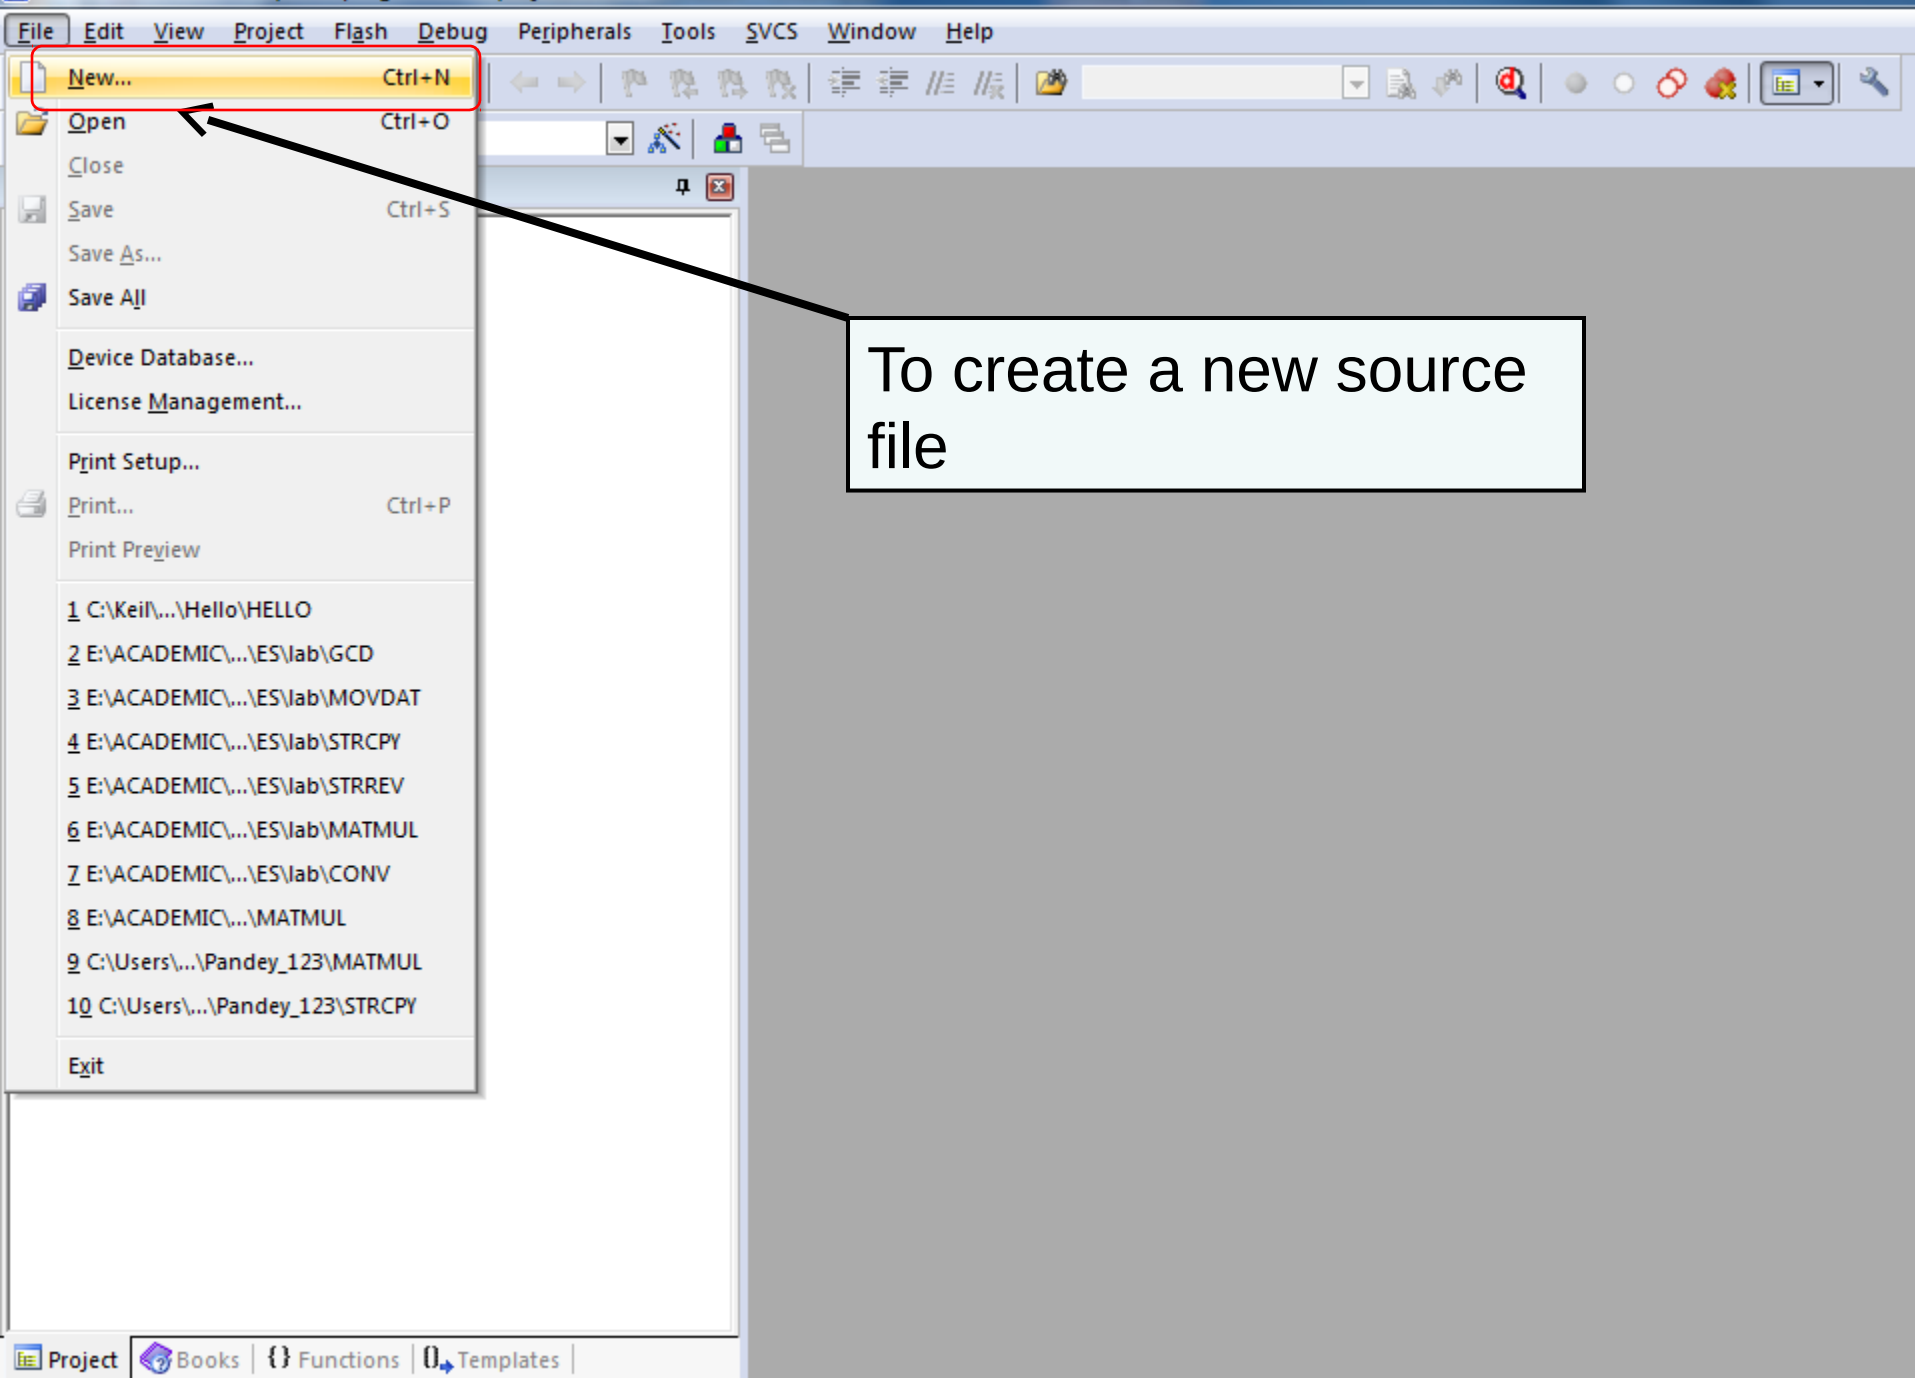 File Edit View Project Flash Debug Peripherals Tools SVCS Window Help
New... Ctrl+N
Open Ctrl+O
Close
Save Ctrl+S
Save As...
Save All
Device Database...
License Management...
Print Setup...
Print... Ctrl+P
Print Preview
1 C:\Keil\...\Hello\HELLO
2 E:\ACADEMIC\...\ES\lab\GCD
3 E:\ACADEMIC\...\ES\lab\MOVDAT
4 E:\ACADEMIC\...\ES\lab\STRCPY
5 E:\ACADEMIC\...\ES\lab\STRREV
6 E:\ACADEMIC\...\ES\lab\MATMUL
7 E:\ACADEMIC\...\ES\lab\CONV
8 E:\ACADEMIC\...\MATMUL
9 C:\Users\...\Pandey_123\MATMUL
10 C:\Users\...\Pandey_123\STRCPY
Exit
To create a new source
file
Project Books {} Functions Templates